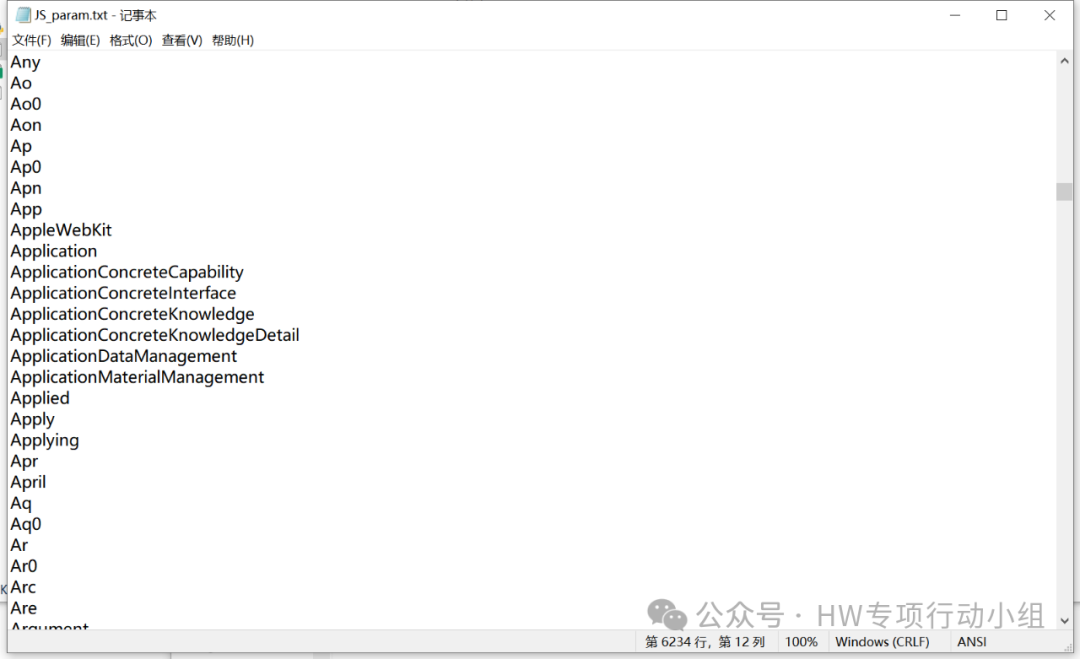 JS_param.txt - 记事本
文件(F) 编辑(E) 格式(O) 查看(V) 帮助(H)
Any
Ao
Ao0
Aon
Ap
Ap0
Apn
App
AppleWebKit
Application
ApplicationConcreteCapability
ApplicationConcreteInterface
ApplicationConcreteKnowledge
ApplicationConcreteKnowledgeDetail
ApplicationDataManagement
ApplicationMaterialManagement
Applied
Apply
Applying
Apr
April
Aq
Aq0
Ar
Ar0
Arc
Are
Argument
公众号 · HW专项行动小组
第 6234 行，第 12 列 100% Windows (CRLF) ANSI